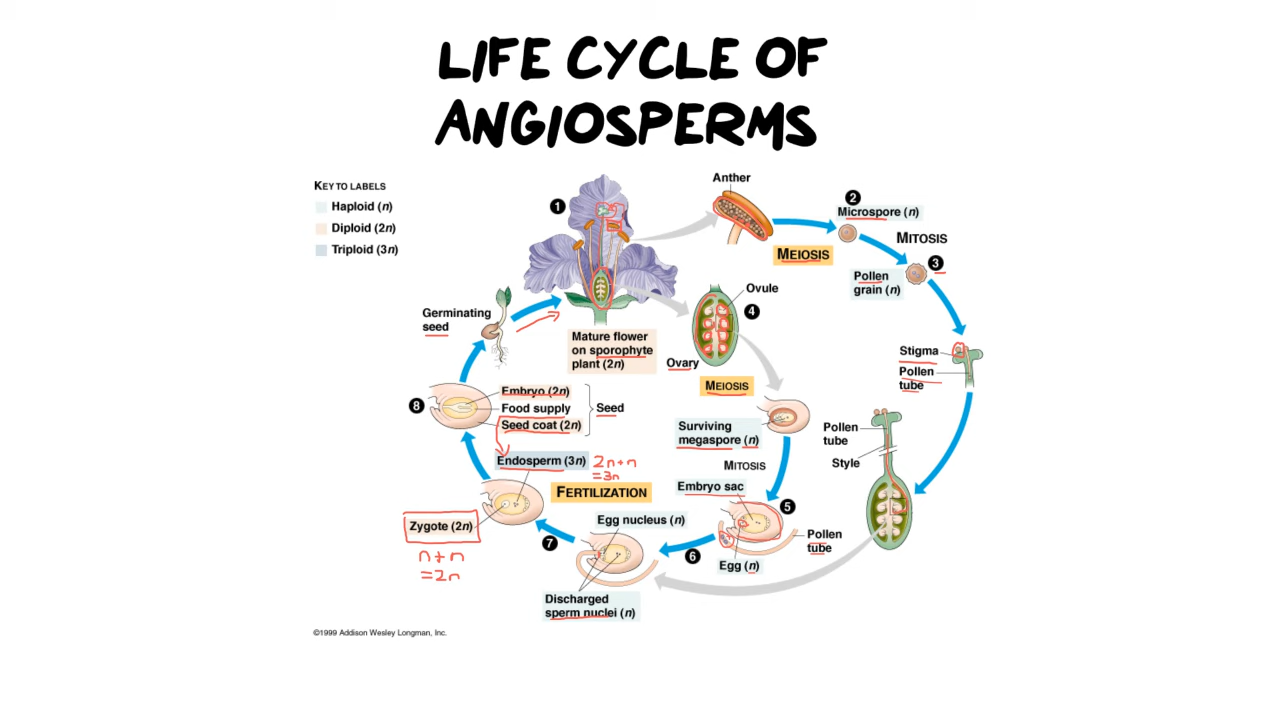 LIFE CYCLE OF
ANGIOSPERMS
KEY TO LABELS
Haploid (n)
Diploid (2n)
Triploid (3n)
1
Anther
2
Microspore (n)
MEIOSIS
MITOSIS
3
Pollen
grain (n)
Ovule
4
Ovary
Germinating
seed
Mature flower
on sporophyte
plant (2n)
Stigma
Pollen
tube
MEIOSIS
8
Embryo (2n)
Food supply
Seed coat (2n)
Seed
Surviving
megaspore (n)
Pollen
tube
Style
Endosperm (3n)
2n+n
=3n
MITOSIS
Embryo sac
FERTILIZATION
5
Zygote (2n)
n+n
=2n
Egg nucleus (n)
7
6
Pollen
tube
Egg (n)
Discharged
sperm nuclei (n)
©1999 Addison Wesley Longman, Inc.